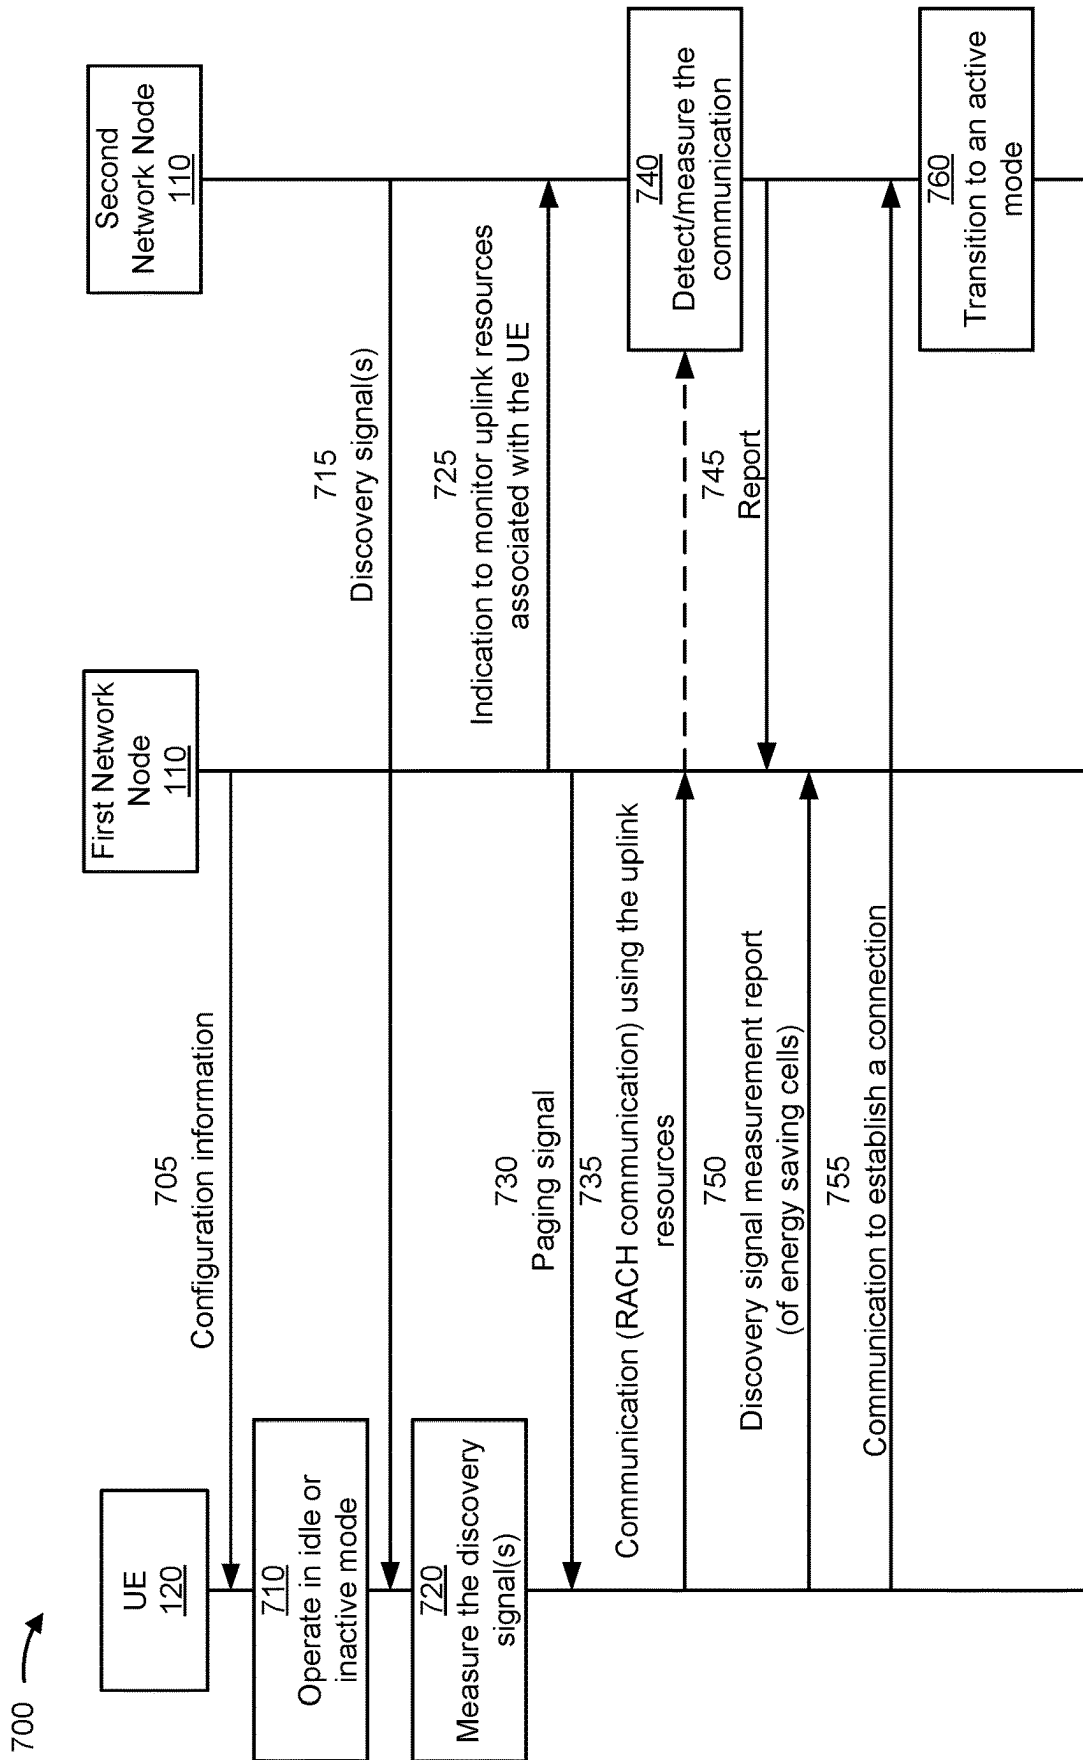 700
UE
120
First Network
Node
110
Second
Network Node
110
705
Configuration information
710
Operate in idle or
inactive mode
715
Discovery signal(s)
720
Measure the discovery
signal(s)
725
Indication to monitor uplink resources
associated with the UE
730
Paging signal
735
Communication (RACH communication) using the uplink
resources
740
Detect/measure the
communication
745
Report
750
Discovery signal measurement report
(of energy saving cells)
755
Communication to establish a connection
760
Transition to an active
mode